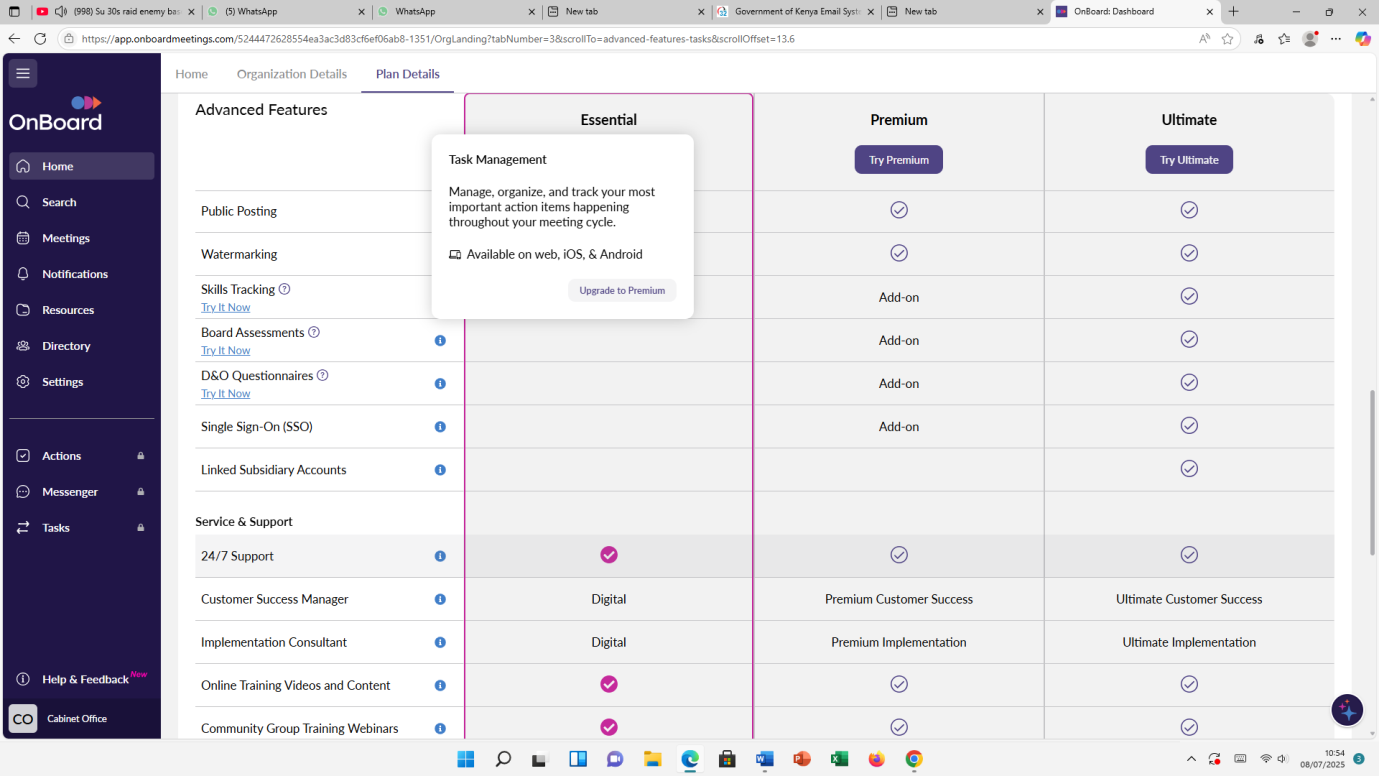 (998) Su 30s raid enemy bas
(5) WhatsApp
WhatsApp
New tab
Government of Kenya Email Syst
New tab
OnBoard: Dashboard
https://app.onboardmeetings.com/5244472628554ea3ac3d83cf6ef06ab8-1351/OrgLanding?tabNumber=3&scrollTo=advanced-features-tasks&scrollOffset=13.6
Home
Organization Details
Plan Details
OnBoard
Home
Search
Meetings
Notifications
Resources
Directory
Settings
Actions
Messenger
Tasks
Help & Feedback New
CO Cabinet Office
Advanced Features
Essential
Premium
Ultimate
Try Premium
Try Ultimate
Task Management
Manage, organize, and track your most
important action items happening
throughout your meeting cycle.
Available on web, iOS, & Android
Upgrade to Premium
Public Posting
Watermarking
Skills Tracking ?
Try It Now
Add-on
Board Assessments ?
Try It Now
Add-on
D&O Questionnaires ?
Try It Now
Add-on
Single Sign-On (SSO)
Add-on
Linked Subsidiary Accounts
Service & Support
24/7 Support
Customer Success Manager
Digital
Premium Customer Success
Ultimate Customer Success
Implementation Consultant
Digital
Premium Implementation
Ultimate Implementation
Online Training Videos and Content
Community Group Training Webinars
10:54
08/07/2025
3